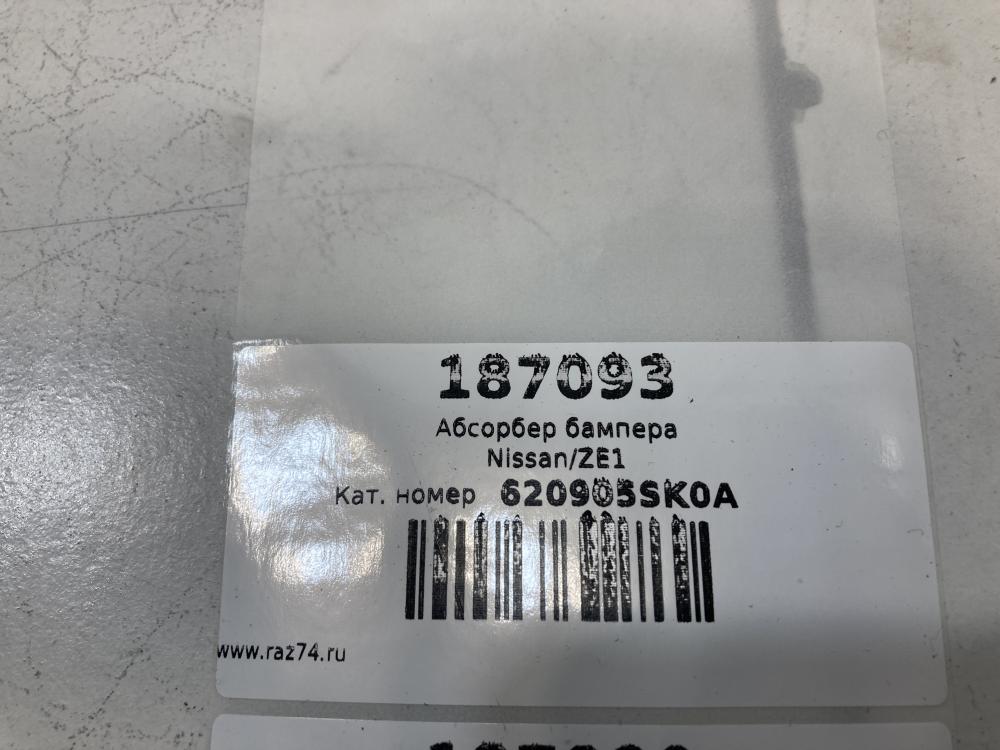 187093
Абсорбер бампера
Nissan/ZE1
Кат. номер 620905SK0A
www.raz74.ru